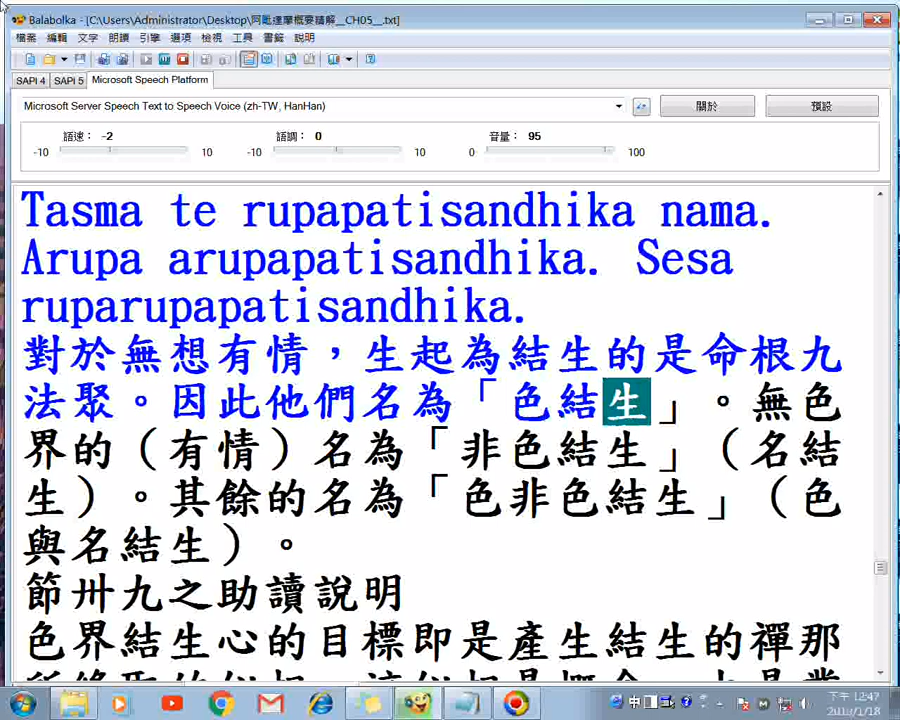 Balabolka - [C:\Users\Administrator\Desktop\阿毗達摩概要精解__CH05__.txt]
檔案 編輯 文字 朗讀 引擎 選項 檢視 工具 書籤 說明
SAPI 4 SAPI 5 Microsoft Speech Platform
Microsoft Server Speech Text to Speech Voice (zh-TW, HanHan) 關於 預設
語速： -2 語調： 0 音量： 95
-10 10 -10 10 0 100
Tasma te rupapatisandhika nama.
Arupa arupapatisandhika. Sesa
ruparupapatisandhika.
對於無想有情，生起為結生的是命根九
法聚。因此他們名為「色結生」。無色
界的（有情）名為「非色結生」（名結
生）。其餘的名為「色非色結生」（色
與名結生）。
節卅九之助讀說明
色界結生心的目標即是產生結生的禪那
中
下午 12:47
2018/1/18